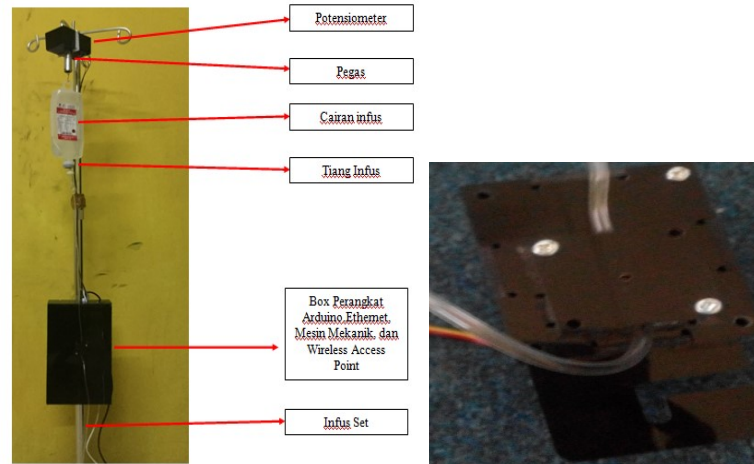 Potensiometer
Pegas
Cairan infus
Tiang Infus
Box Perangkat
Arduino,Ethernet,
Mesin Mekanik, dan
Wireless Access
Point
Infus Set